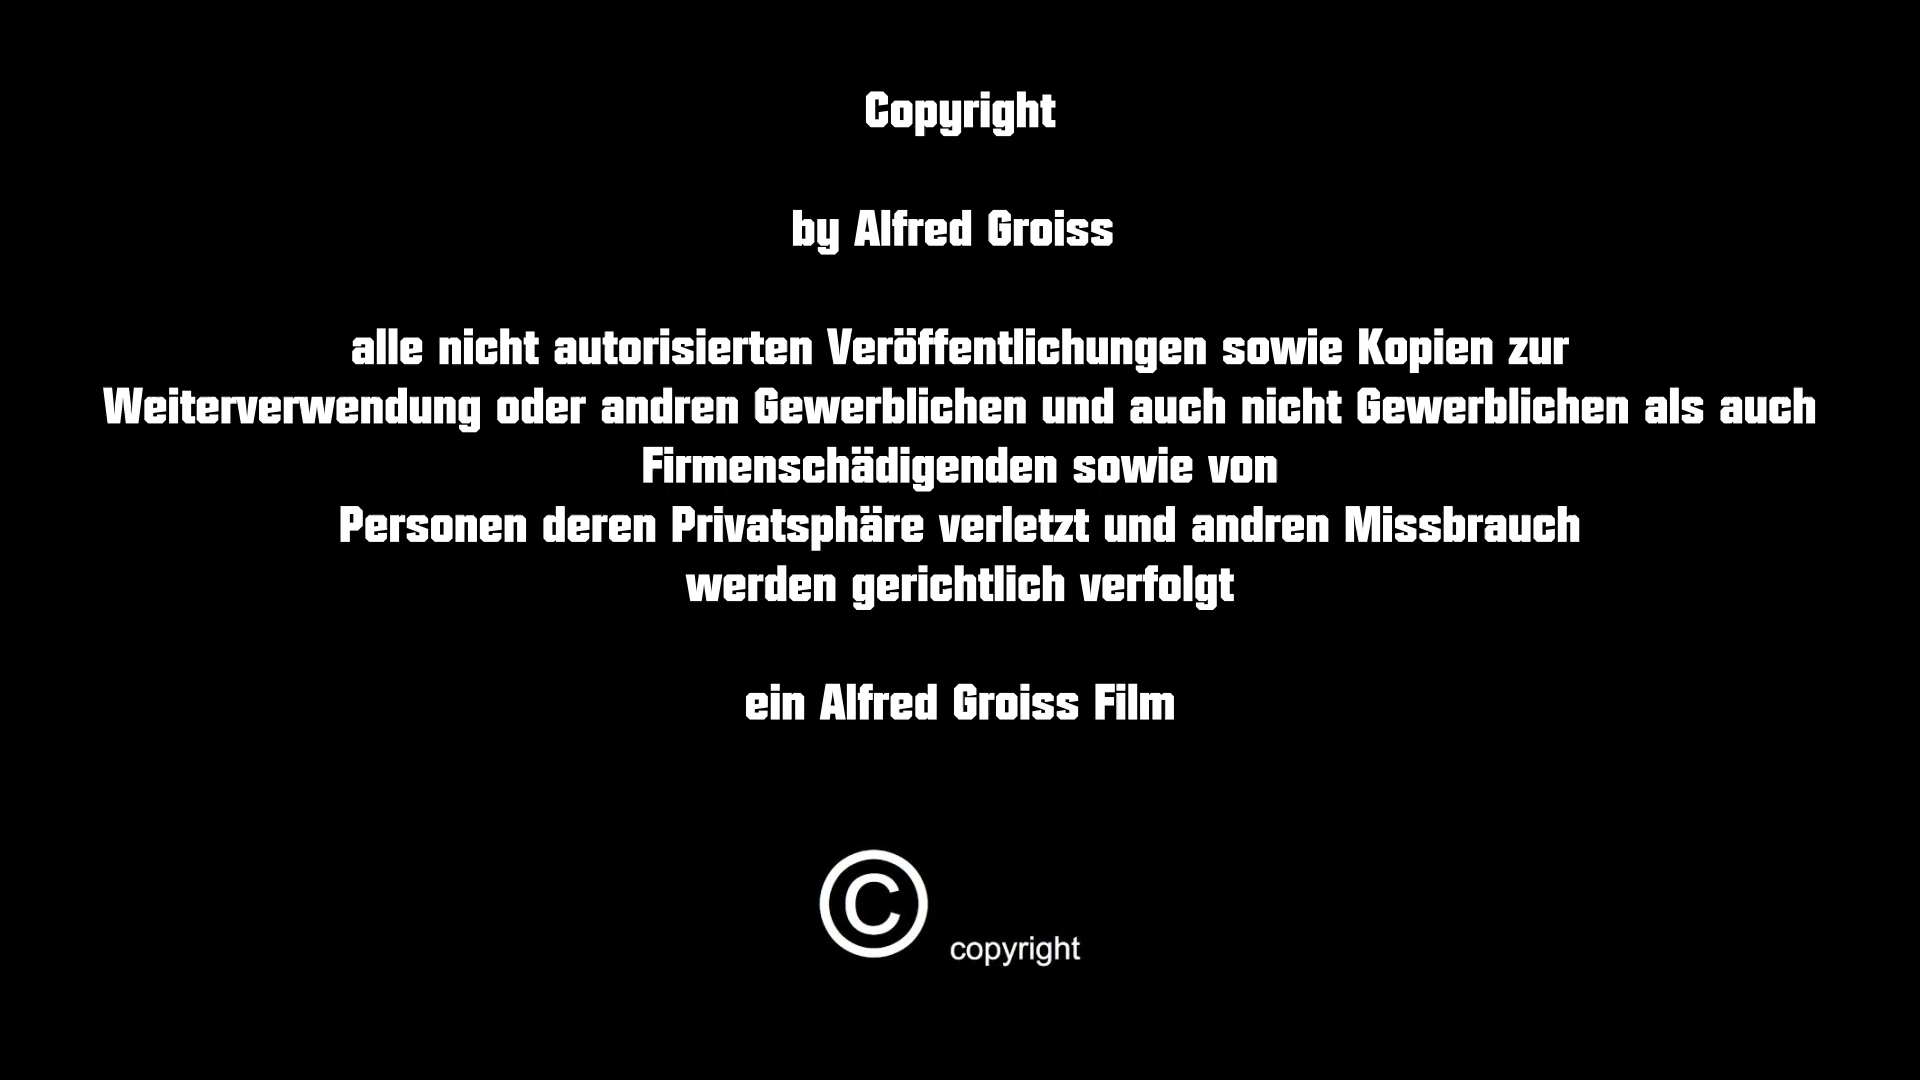 Copyright
by Alfred Groiss
alle nicht autorisierten Veröffentlichungen sowie Kopien zur
Weiterverwendung oder andren Gewerblichen und auch nicht Gewerblichen als auch
Firmenschädigenden sowie von
Personen deren Privatsphäre verletzt und andren Missbrauch
werden gerichtlich verfolgt
ein Alfred Groiss Film
© copyright